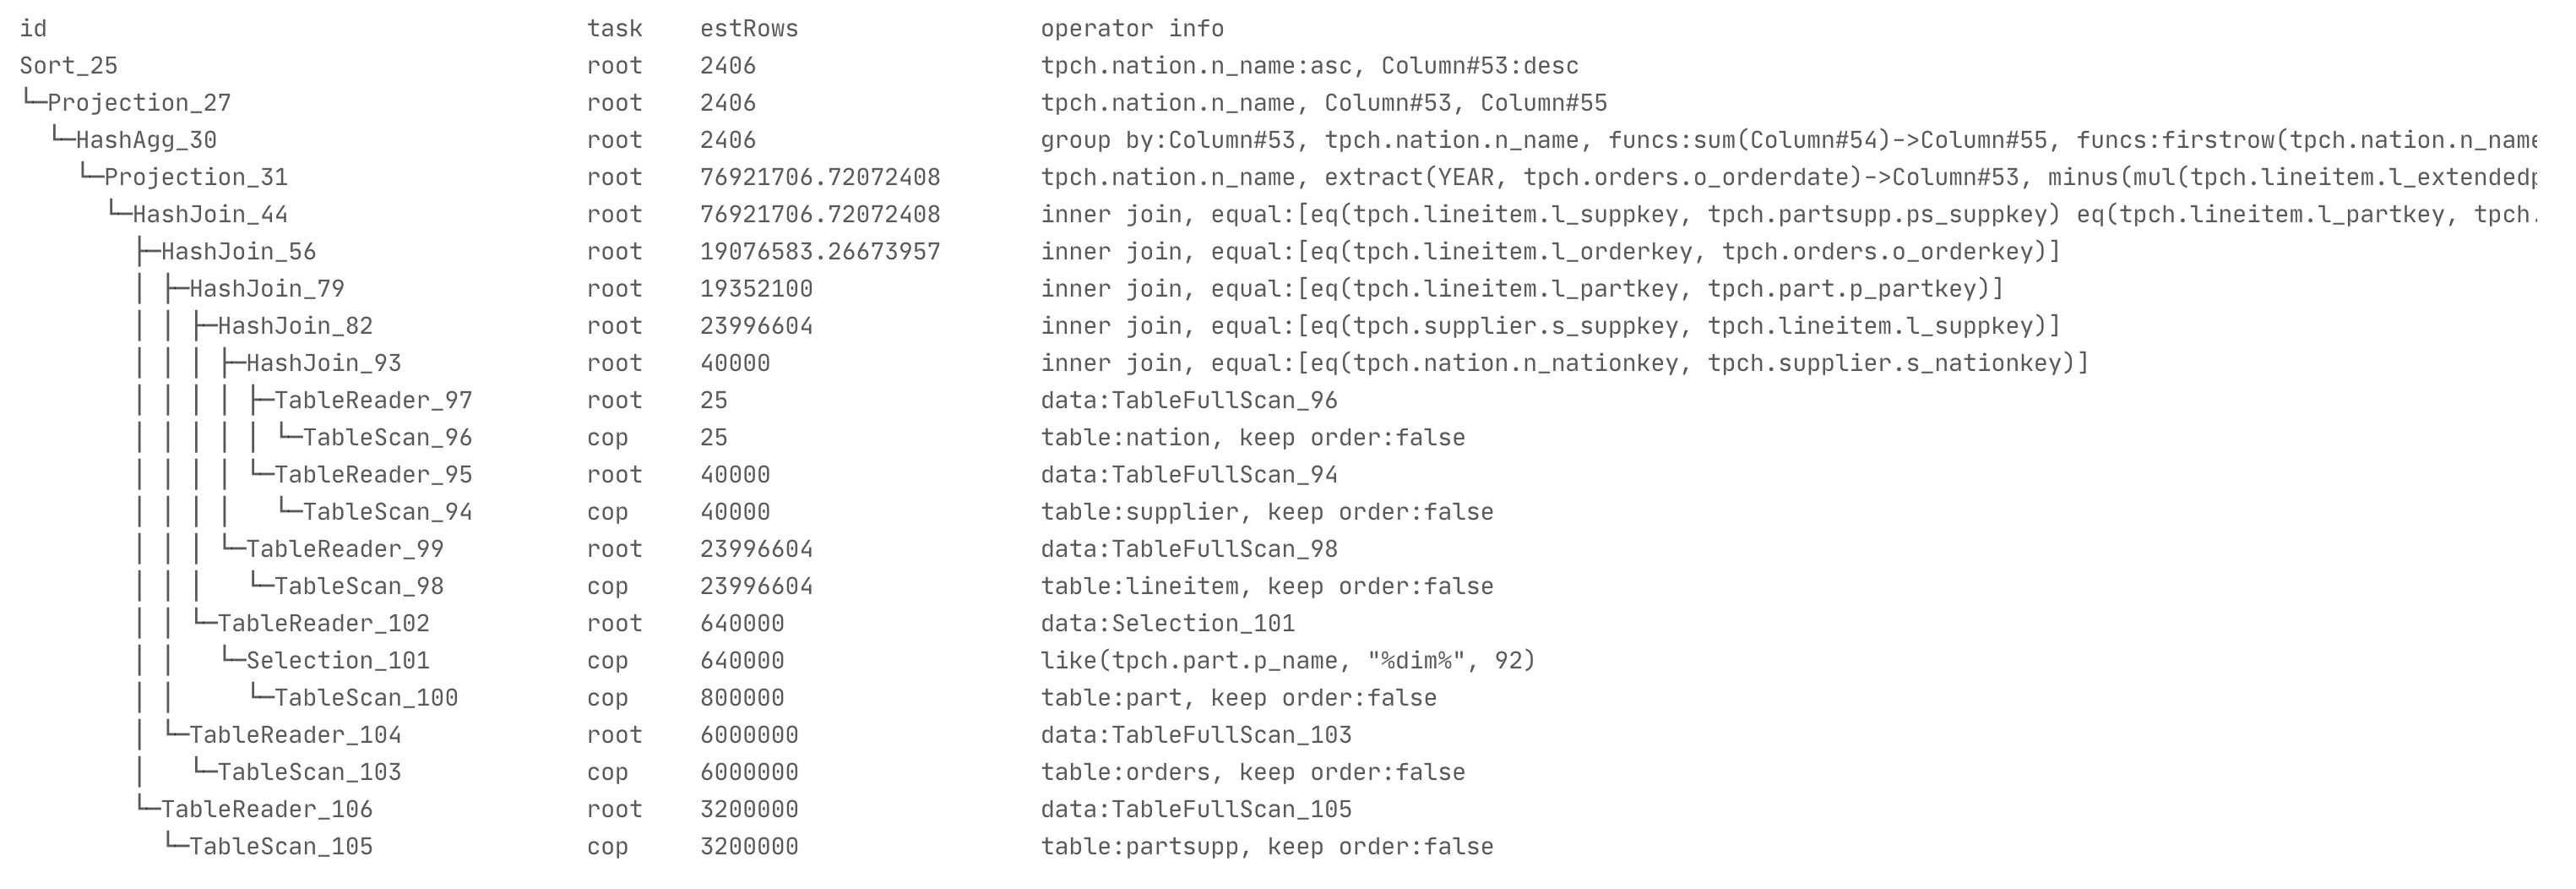 id task estRows operator info
Sort_25 root 2406 tpch.nation.n_name:asc, Column#53:desc
└─Projection_27 root 2406 tpch.nation.n_name, Column#53, Column#55
  └─HashAgg_30 root 2406 group by:Column#53, tpch.nation.n_name, funcs:sum(Column#54)->Column#55, funcs:firstrow(tpch.nation.n_name
    └─Projection_31 root 76921706.72072408 tpch.nation.n_name, extract(YEAR, tpch.orders.o_orderdate)->Column#53, minus(mul(tpch.lineitem.l_extendedp
      └─HashJoin_44 root 76921706.72072408 inner join, equal:[eq(tpch.lineitem.l_suppkey, tpch.partsupp.ps_suppkey) eq(tpch.lineitem.l_partkey, tpch.
        ├─HashJoin_56 root 19076583.26673957 inner join, equal:[eq(tpch.lineitem.l_orderkey, tpch.orders.o_orderkey)]
        │ ├─HashJoin_79 root 19352100 inner join, equal:[eq(tpch.lineitem.l_partkey, tpch.part.p_partkey)]
        │ │ ├─HashJoin_82 root 23996604 inner join, equal:[eq(tpch.supplier.s_suppkey, tpch.lineitem.l_suppkey)]
        │ │ │ ├─HashJoin_93 root 40000 inner join, equal:[eq(tpch.nation.n_nationkey, tpch.supplier.s_nationkey)]
        │ │ │ │ ├─TableReader_97 root 25 data:TableFullScan_96
        │ │ │ │ │ └─TableScan_96 cop 25 table:nation, keep order:false
        │ │ │ │ └─TableReader_95 root 40000 data:TableFullScan_94
        │ │ │ │   └─TableScan_94 cop 40000 table:supplier, keep order:false
        │ │ │ └─TableReader_99 root 23996604 data:TableFullScan_98
        │ │ │   └─TableScan_98 cop 23996604 table:lineitem, keep order:false
        │ │ └─TableReader_102 root 640000 data:Selection_101
        │ │   └─Selection_101 cop 640000 like(tpch.part.p_name, "%dim%", 92)
        │ │     └─TableScan_100 cop 800000 table:part, keep order:false
        │ └─TableReader_104 root 6000000 data:TableFullScan_103
        │   └─TableScan_103 cop 6000000 table:orders, keep order:false
        └─TableReader_106 root 3200000 data:TableFullScan_105
          └─TableScan_105 cop 3200000 table:partsupp, keep order:false